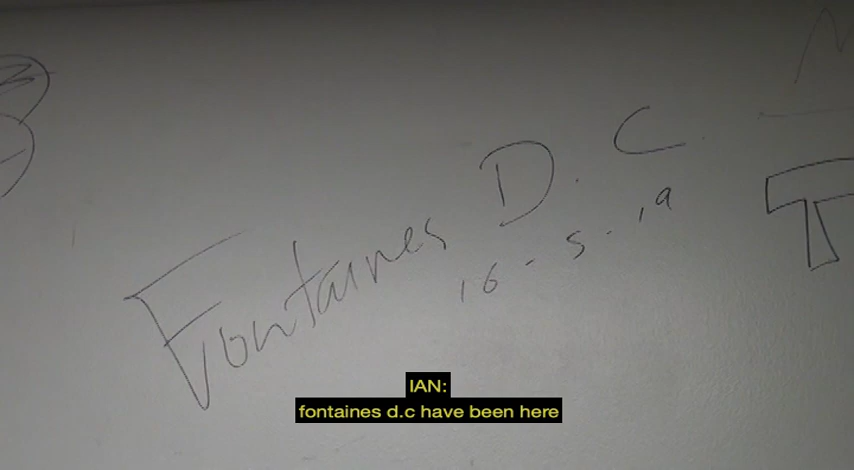 Fontaines D.C.
16-5-19
T
IAN:
fontaines d.c have been here